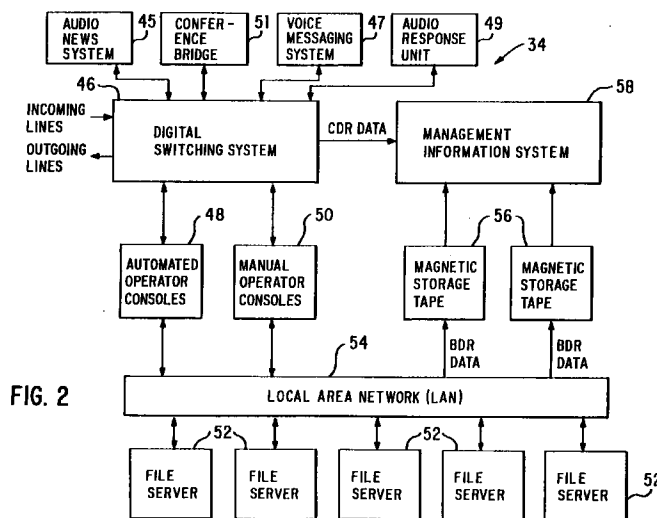 AUDIO
NEWS
SYSTEM
45
CONFER-
ENCE
BRIDGE
51
VOICE
MESSAGING
SYSTEM
47
AUDIO
RESPONSE
UNIT
49
34
46
58
INCOMING
LINES
OUTGOING
LINES
DIGITAL
SWITCHING SYSTEM
CDR DATA
MANAGEMENT
INFORMATION SYSTEM
48
50
56
AUTOMATED
OPERATOR
CONSOLES
MANUAL
OPERATOR
CONSOLES
MAGNETIC
STORAGE
TAPE
MAGNETIC
STORAGE
TAPE
54
BDR
DATA
BDR
DATA
FIG. 2
LOCAL AREA NETWORK (LAN)
52
52
52
FILE
SERVER
FILE
SERVER
FILE
SERVER
FILE
SERVER
FILE
SERVER